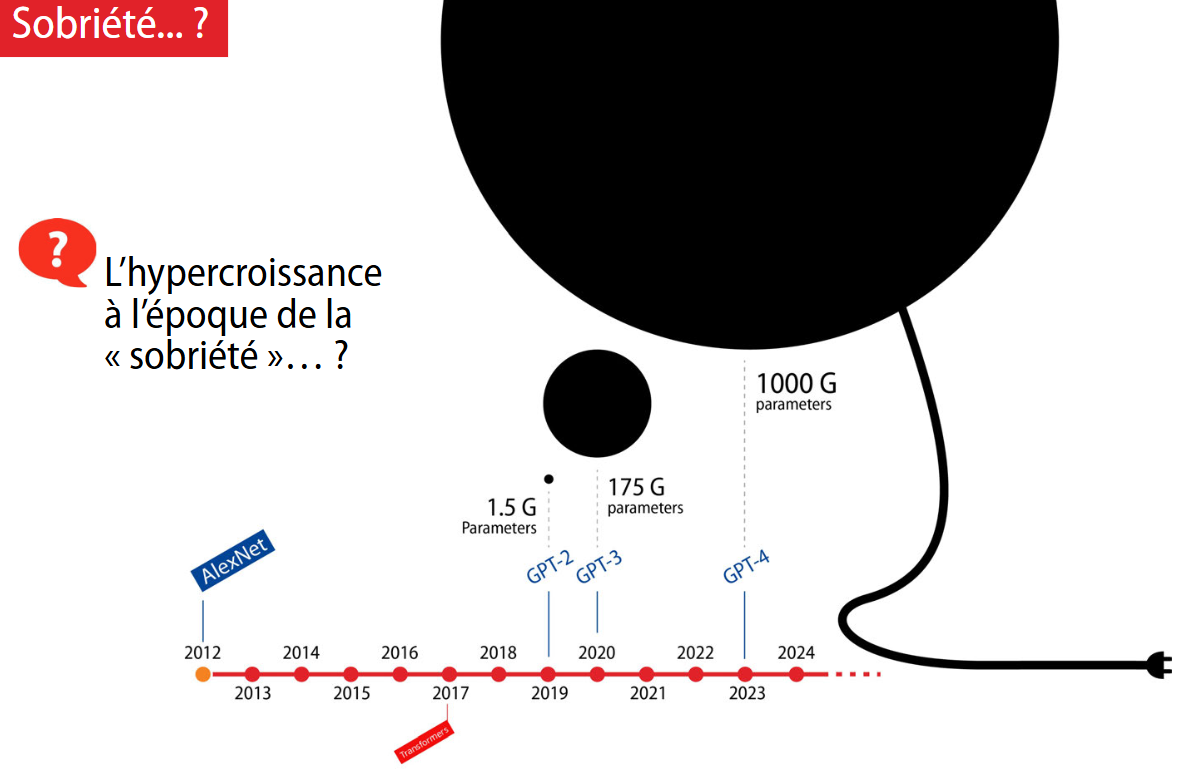 Sobriété... ?
?
L’hypercroissance
à l’époque de la
« sobriété »… ?
1000 G
parameters
175 G
parameters
1.5 G
Parameters
AlexNet
GPT-2
GPT-3
GPT-4
2012
2013
2014
2015
2016
2017
2018
2019
2020
2021
2022
2023
2024
Transformers